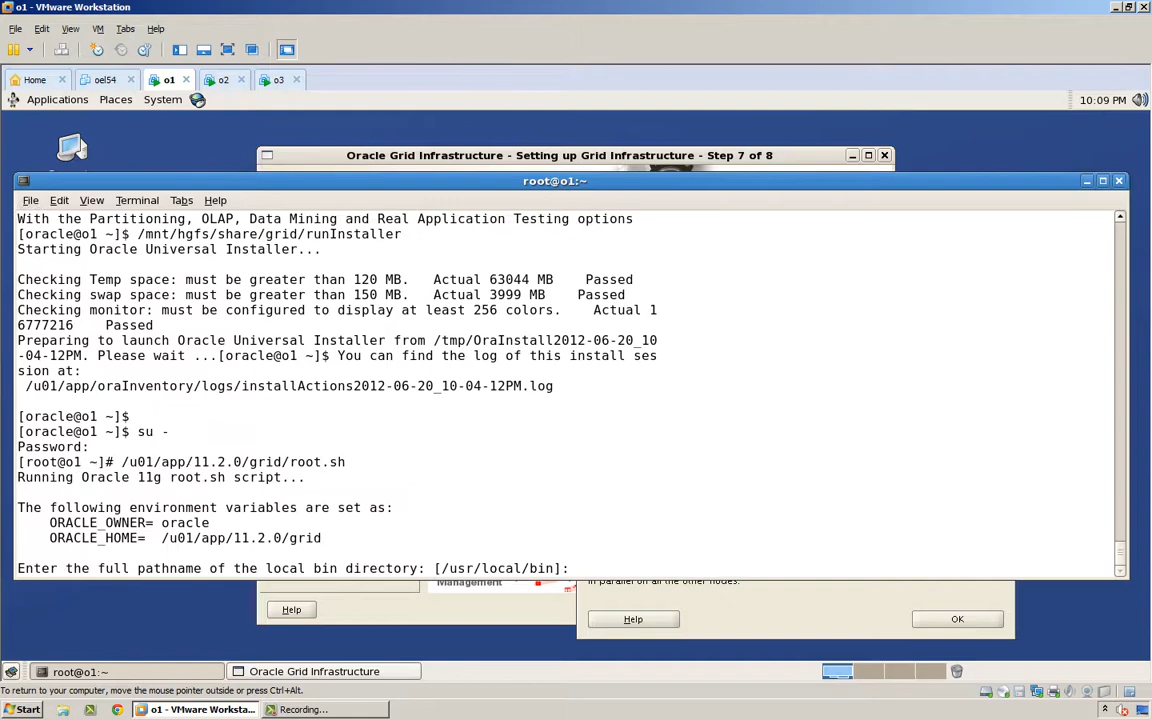 o1 - VMware Workstation
File Edit View VM Tabs Help
Home oel54 o1 o2 o3
Applications Places System 10:09 PM
Oracle Grid Infrastructure - Setting up Grid Infrastructure - Step 7 of 8
root@o1:~
File Edit View Terminal Tabs Help
With the Partitioning, OLAP, Data Mining and Real Application Testing options
[oracle@o1 ~]$ /mnt/hgfs/share/grid/runInstaller
Starting Oracle Universal Installer...
Checking Temp space: must be greater than 120 MB.   Actual 63044 MB    Passed
Checking swap space: must be greater than 150 MB.   Actual 3999 MB    Passed
Checking monitor: must be configured to display at least 256 colors.    Actual 1
6777216    Passed
Preparing to launch Oracle Universal Installer from /tmp/OraInstall2012-06-20_10
-04-12PM. Please wait ...[oracle@o1 ~]$ You can find the log of this install ses
sion at:
 /u01/app/oraInventory/logs/installActions2012-06-20_10-04-12PM.log
[oracle@o1 ~]$
[oracle@o1 ~]$ su -
Password:
[root@o1 ~]# /u01/app/11.2.0/grid/root.sh
Running Oracle 11g root.sh script...
The following environment variables are set as:
    ORACLE_OWNER= oracle
    ORACLE_HOME=  /u01/app/11.2.0/grid
Enter the full pathname of the local bin directory: [/usr/local/bin]:
Management
in parallel on all the other nodes.
Help
Help OK
root@o1:~ Oracle Grid Infrastructure
To return to your computer, move the mouse pointer outside or press Ctrl+Alt.
Start o1 - VMware Worksta... Recording...